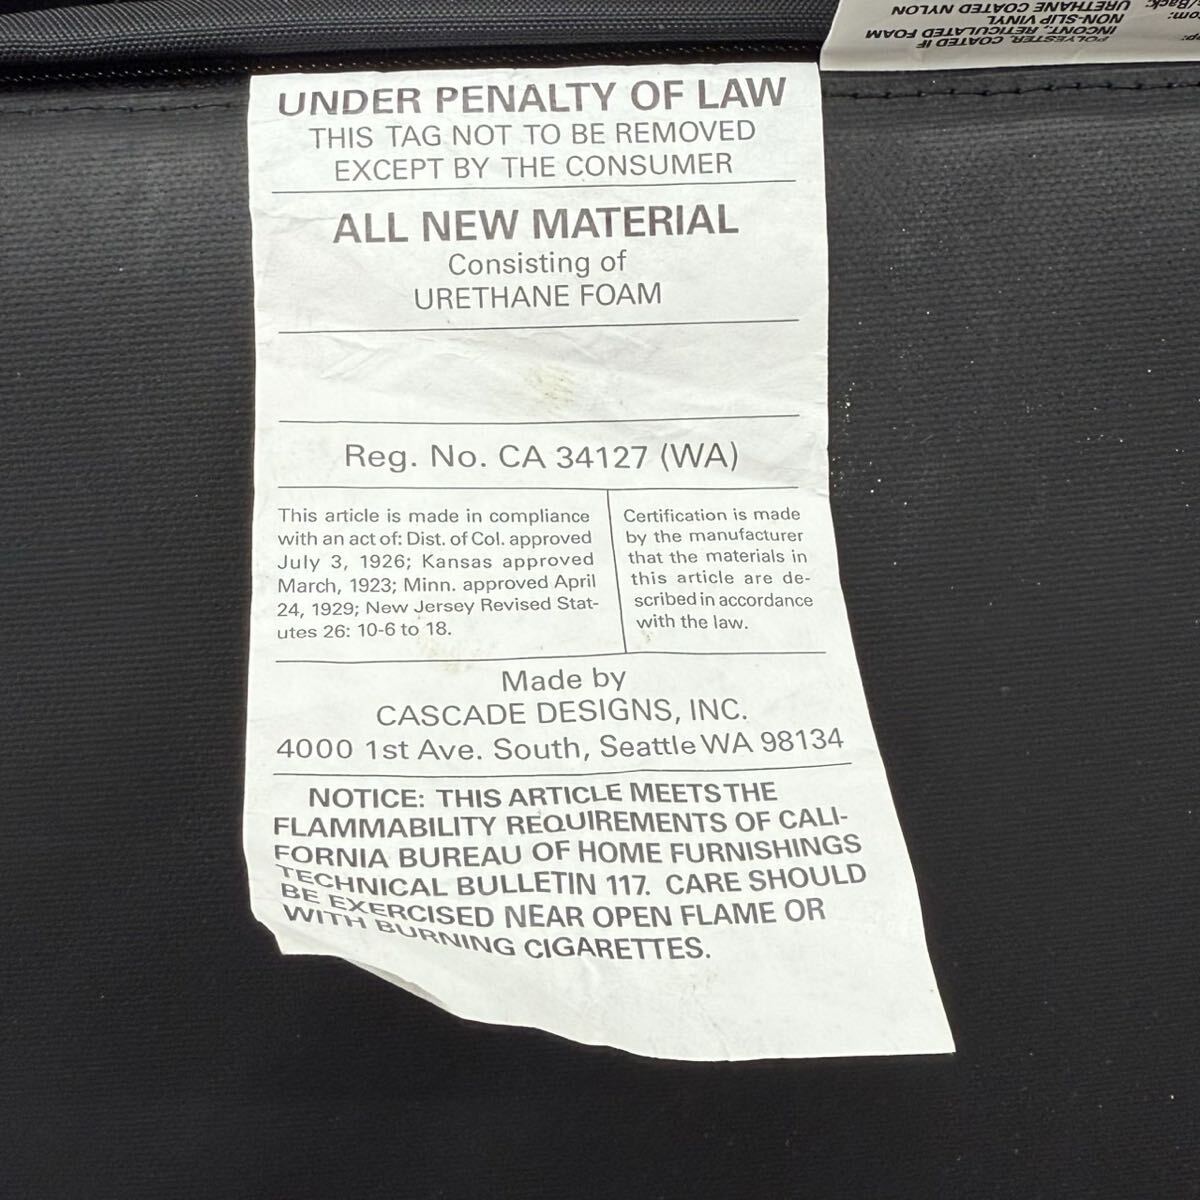 UNDER PENALTY OF LAW
THIS TAG NOT TO BE REMOVED
EXCEPT BY THE CONSUMER
ALL NEW MATERIAL
Consisting of
URETHANE FOAM
Reg. No. CA 34127 (WA)
This article is made in compliance
with an act of: Dist. of Col. approved
July 3, 1926; Kansas approved
March, 1923; Minn. approved April
24, 1929; New Jersey Revised Stat-
utes 26: 10-6 to 18.
Certification is made
by the manufacturer
that the materials in
this article are de-
scribed in accordance
with the law.
Made by
CASCADE DESIGNS, INC.
4000 1st Ave. South, Seattle WA 98134
NOTICE: THIS ARTICLE MEETS THE
FLAMMABILITY REQUIREMENTS OF CALI-
FORNIA BUREAU OF HOME FURNISHINGS
TECHNICAL BULLETIN 117. CARE SHOULD
BE EXERCISED NEAR OPEN FLAME OR
WITH BURNING CIGARETTES.
POLYESTER, COATED IF
INCONT., RETICULATED FOAM
NON-SLIP VINYL
URETHANE COATED NYLON